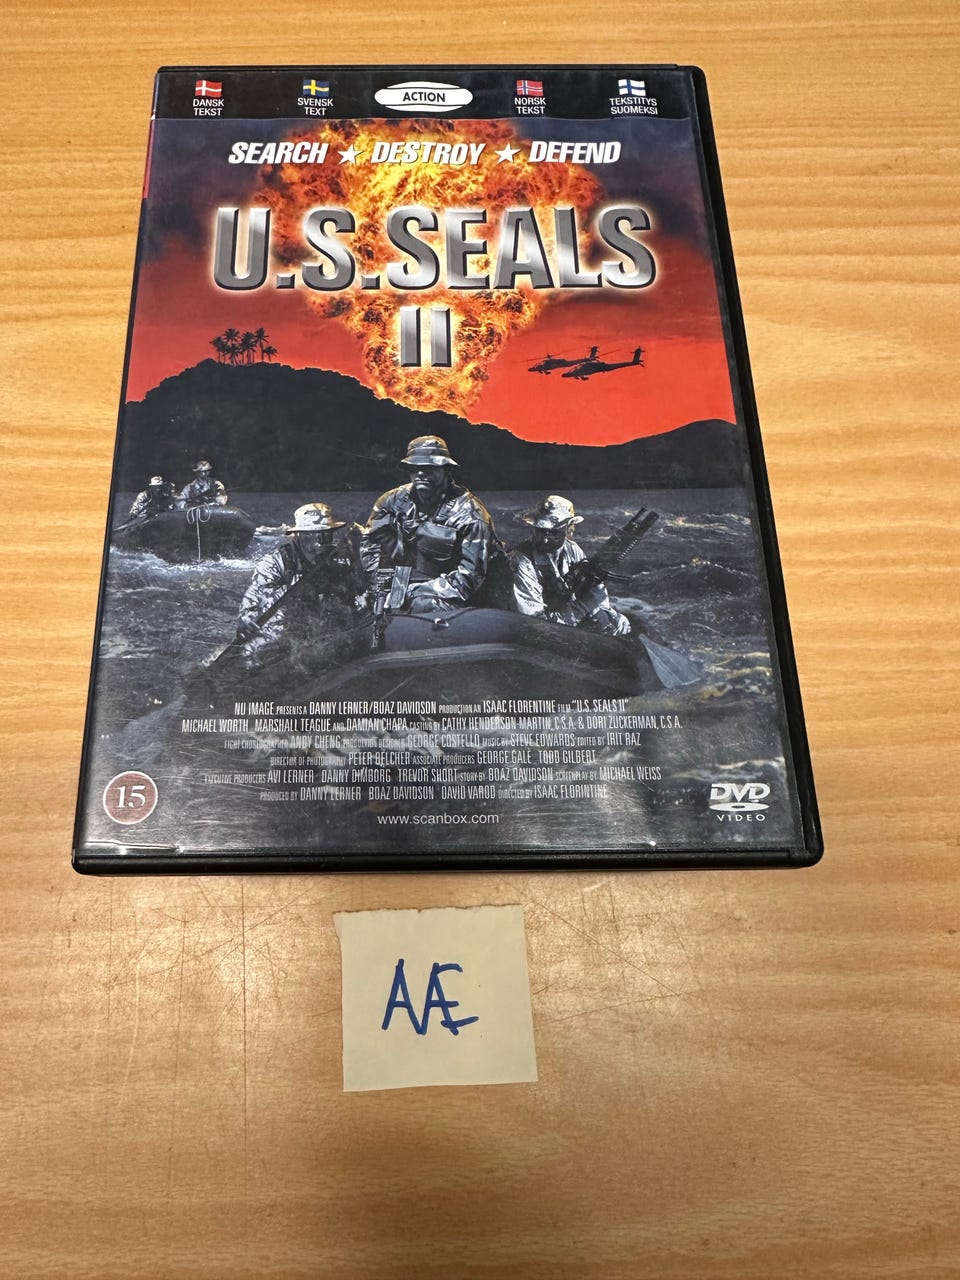 DANSK TEKST
SVENSK TEXT
ACTION
NORSK TEKST
TEKSTITYS SUOMEKSI
SEARCH ★ DESTROY ★ DEFEND
U.S. SEALS
II
NU IMAGE PRESENTS A DANNY LERNER/BOAZ DAVIDSON PRODUCTION AN ISAAC FLORENTINE FILM "U.S. SEALS II"
MICHAEL WORTH MARSHALL TEAGUE AND DAMIAN CHAPA CASTING BY CATHY HENDERSON-MARTIN, C.S.A. & DORI ZUCKERMAN, C.S.A.
FIGHT CHOREOGRAPHER ANDY CHENG PRODUCTION DESIGNER GEORGE COSTELLO MUSIC BY STEVE EDWARDS EDITED BY IRIT RAZ
DIRECTOR OF PHOTOGRAPHY PETER BELCHER ASSOCIATE PRODUCERS GEORGE GALE TOBB GILBERT
EXECUTIVE PRODUCERS AVI LERNER DANNY DIMBORG TREVOR SHORT STORY BY BOAZ DAVIDSON SCREENPLAY BY MICHAEL WEISS
PRODUCED BY DANNY LERNER BOAZ DAVIDSON DAVID VAROD DIRECTED BY ISAAC FLORINTINE
15
www.scanbox.com
DVD
VIDEO
AÆ